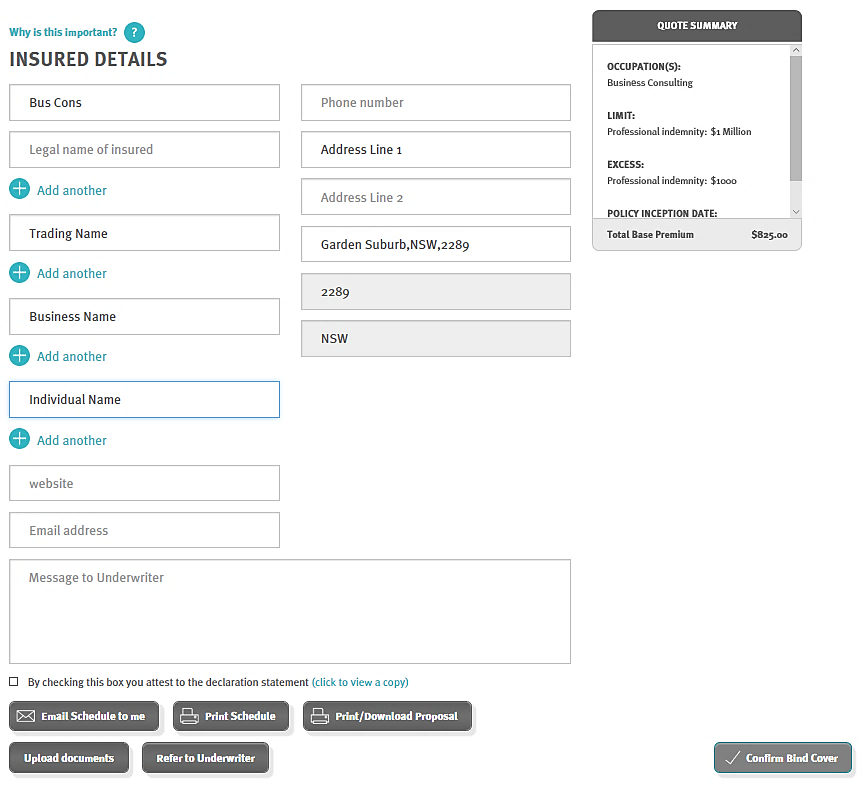 Why is this important? ?
INSURED DETAILS
Bus Cons
Legal name of insured
Add another
Trading Name
Add another
Business Name
Add another
Individual Name
Add another
website
Email address
Phone number
Address Line 1
Address Line 2
Garden Suburb,NSW,2289
2289
NSW
Message to Underwriter
By checking this box you attest to the declaration statement (click to view a copy)
Email Schedule to me
Print Schedule
Print/Download Proposal
Upload documents
Refer to Underwriter
Confirm Bind Cover
QUOTE SUMMARY
OCCUPATION(S):
Business Consulting
LIMIT:
Professional indemnity: $1 Million
EXCESS:
Professional indemnity: $1000
POLICY INCEPTION DATE:
Total Base Premium $825.00